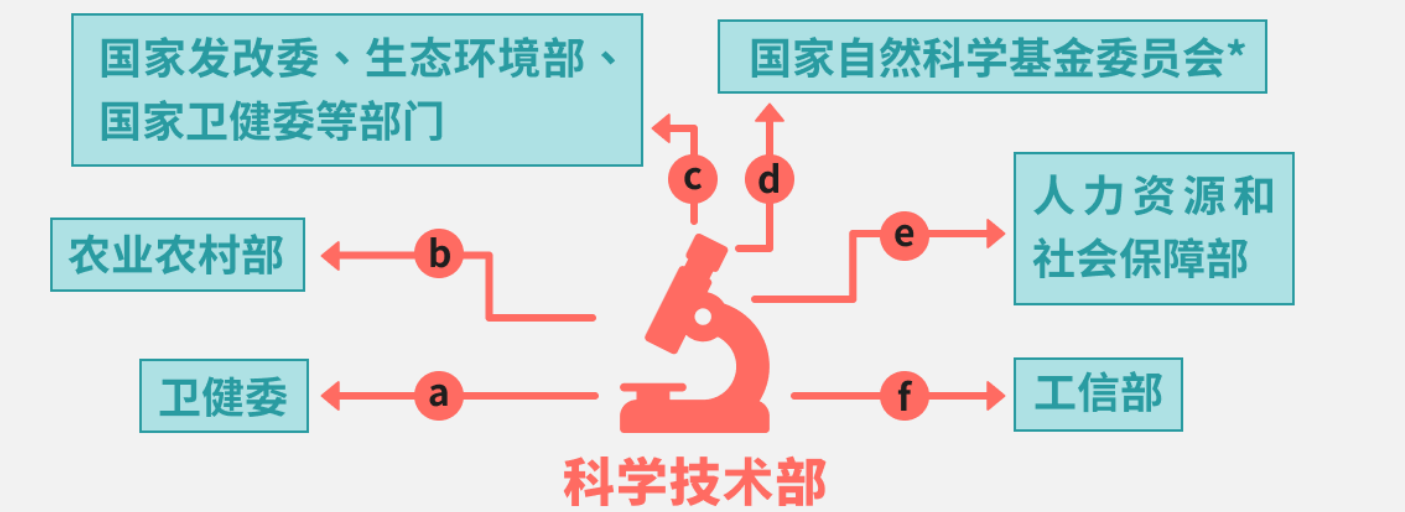 国家发改委、生态环境部、
国家卫健委等部门
国家自然科学基金委员会*
c
d
人力资源和
社会保障部
e
农业农村部
b
卫健委
a
f
工信部
科学技术部